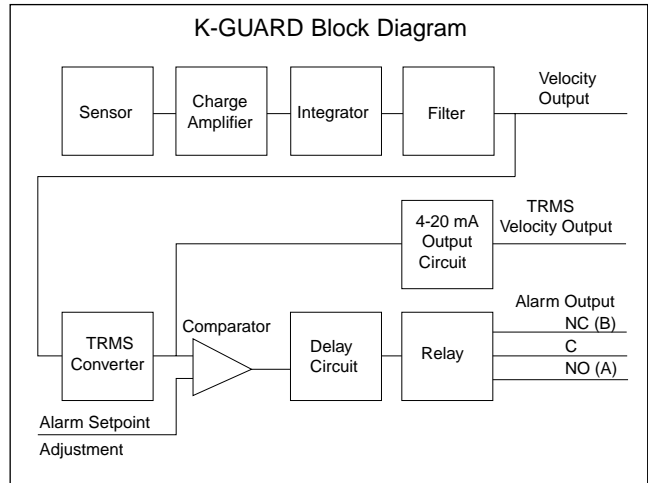 K-GUARD Block Diagram
Sensor
Charge
Amplifier
Integrator
Filter
Velocity
Output
4-20 mA
Output
Circuit
TRMS
Velocity Output
TRMS
Converter
Comparator
Delay
Circuit
Relay
Alarm Output
NC (B)
C
NO (A)
Alarm Setpoint
Adjustment